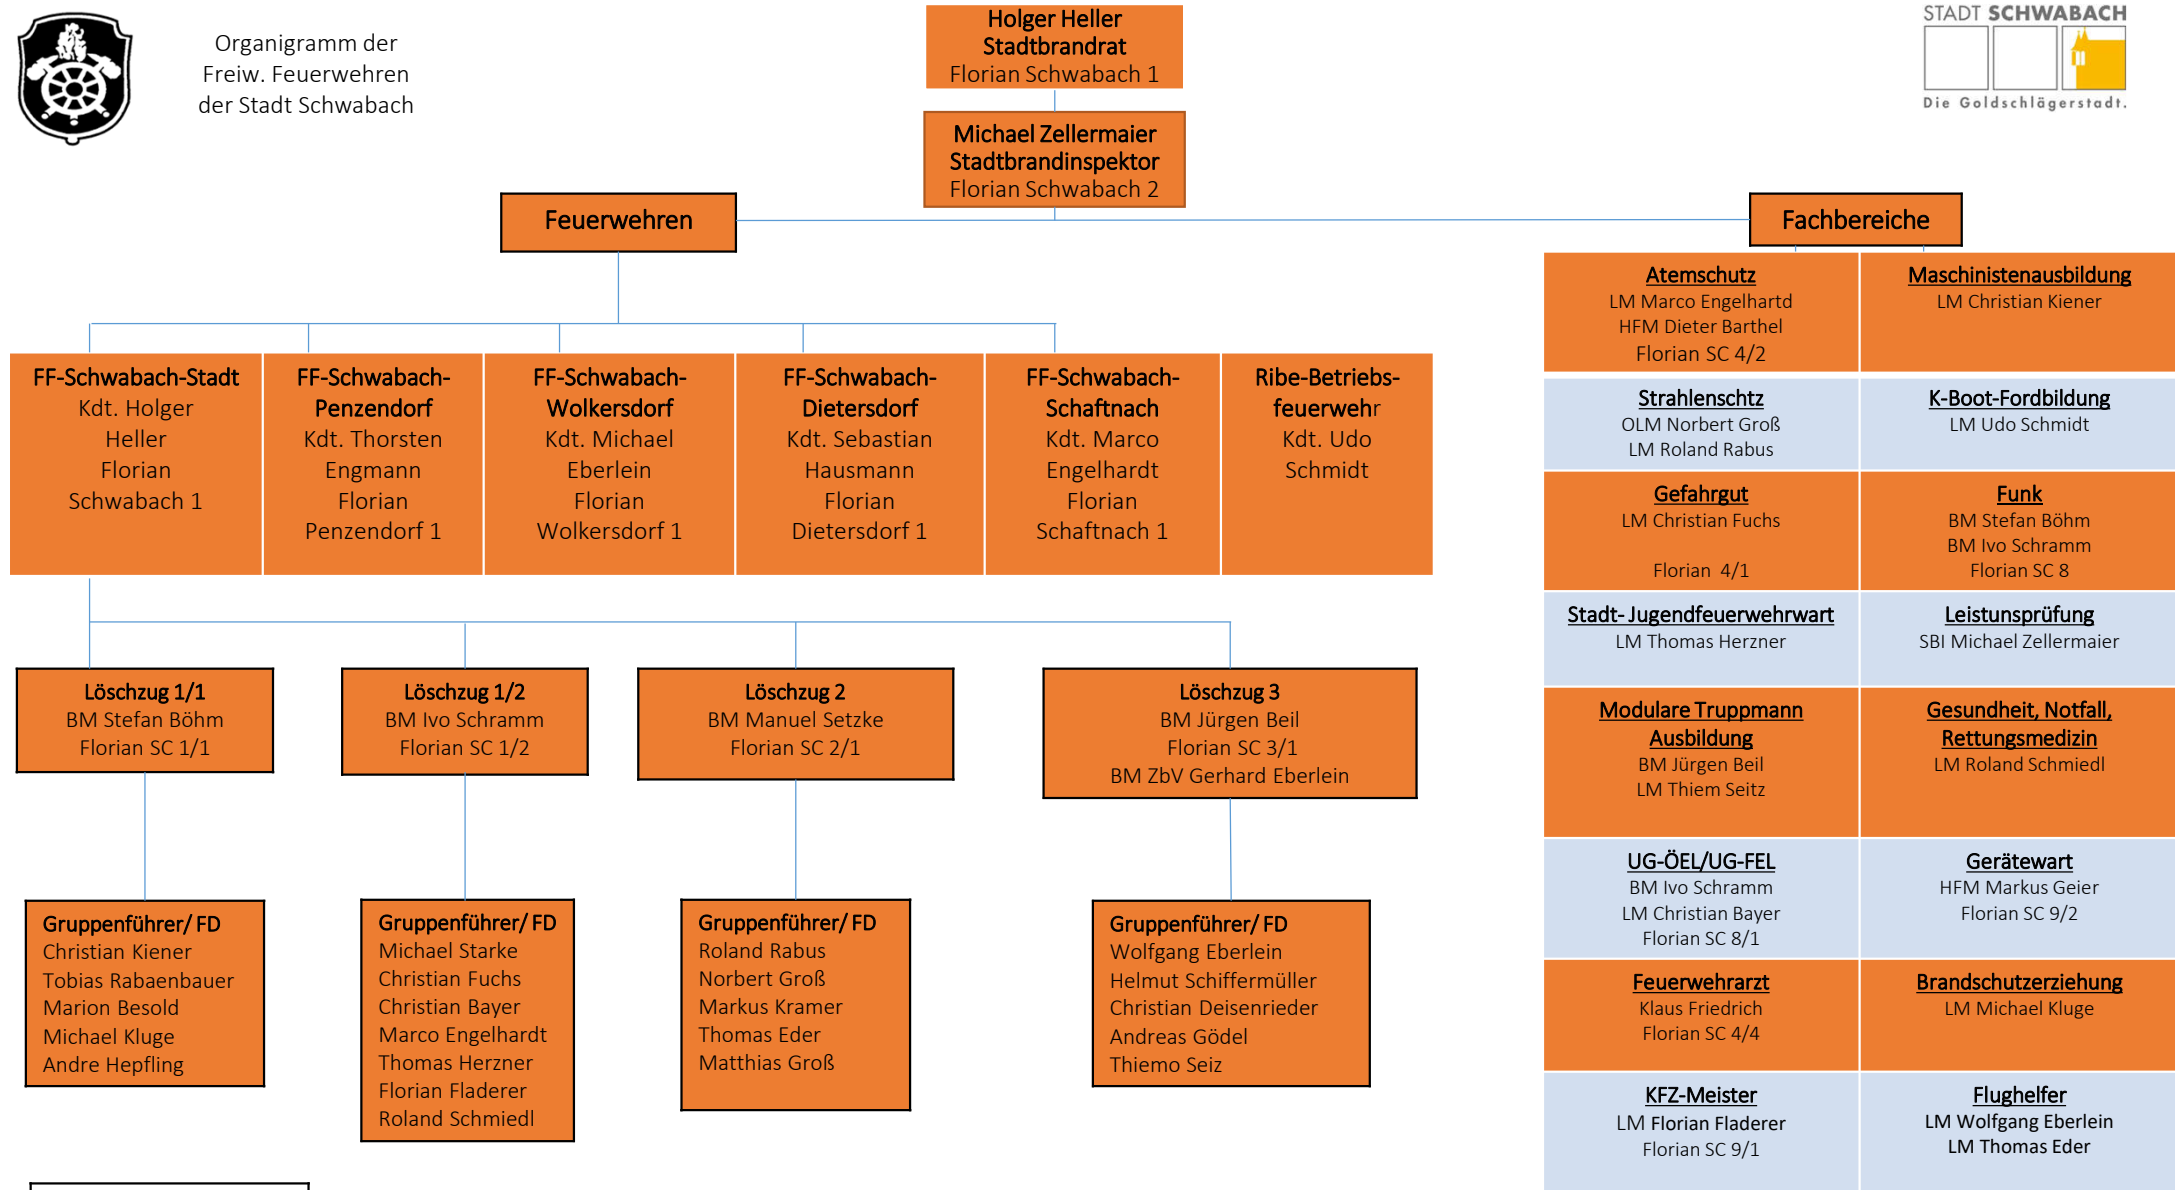 Organigramm der
Freiw. Feuerwehren
der Stadt Schwabach
Holger Heller
Stadtbrandrat
Florian Schwabach 1
STADT SCHWABACH
Die Goldschlägerstadt.
Michael Zellermaier
Stadtbrandinspektor
Florian Schwabach 2
Feuerwehren
Fachbereiche
FF-Schwabach-Stadt
Kdt. Holger
Heller
Florian
Schwabach 1
FF-Schwabach-
Penzendorf
Kdt. Thorsten
Engmann
Florian
Penzendorf 1
FF-Schwabach-
Wolkersdorf
Kdt. Michael
Eberlein
Florian
Wolkersdorf 1
FF-Schwabach-
Dietersdorf
Kdt. Sebastian
Hausmann
Florian
Dietersdorf 1
FF-Schwabach-
Schaftnach
Kdt. Marco
Engelhardt
Florian
Schaftnach 1
Ribe-Betriebs-
feuerwehr
Kdt. Udo
Schmidt
Löschzug 1/1
BM Stefan Böhm
Florian SC 1/1
Löschzug 1/2
BM Ivo Schramm
Florian SC 1/2
Löschzug 2
BM Manuel Setzke
Florian SC 2/1
Löschzug 3
BM Jürgen Beil
Florian SC 3/1
BM ZbV Gerhard Eberlein
Gruppenführer/ FD
Christian Kiener
Tobias Rabaenbauer
Marion Besold
Michael Kluge
Andre Hepfling
Gruppenführer/ FD
Michael Starke
Christian Fuchs
Christian Bayer
Marco Engelhardt
Thomas Herzner
Florian Fladerer
Roland Schmiedl
Gruppenführer/ FD
Roland Rabus
Norbert Groß
Markus Kramer
Thomas Eder
Matthias Groß
Gruppenführer/ FD
Wolfgang Eberlein
Helmut Schiffermüller
Christian Deisenrieder
Andreas Gödel
Thiemo Seiz
Atemschutz
LM Marco Engelhartd
HFM Dieter Barthel
Florian SC 4/2
Maschinistenausbildung
LM Christian Kiener
Strahlenschtz
OLM Norbert Groß
LM Roland Rabus
K-Boot-Fordbildung
LM Udo Schmidt
Gefahrgut
LM Christian Fuchs
Florian 4/1
Funk
BM Stefan Böhm
BM Ivo Schramm
Florian SC 8
Stadt- Jugendfeuerwehrwart
LM Thomas Herzner
Leistunsprüfung
SBI Michael Zellermaier
Modulare Truppmann
Ausbildung
BM Jürgen Beil
LM Thiem Seitz
Gesundheit, Notfall,
Rettungsmedizin
LM Roland Schmiedl
UG-ÖEL/UG-FEL
BM Ivo Schramm
LM Christian Bayer
Florian SC 8/1
Gerätewart
HFM Markus Geier
Florian SC 9/2
Feuerwehrarzt
Klaus Friedrich
Florian SC 4/4
Brandschutzerziehung
LM Michael Kluge
KFZ-Meister
LM Florian Fladerer
Florian SC 9/1
Flughelfer
LM Wolfgang Eberlein
LM Thomas Eder